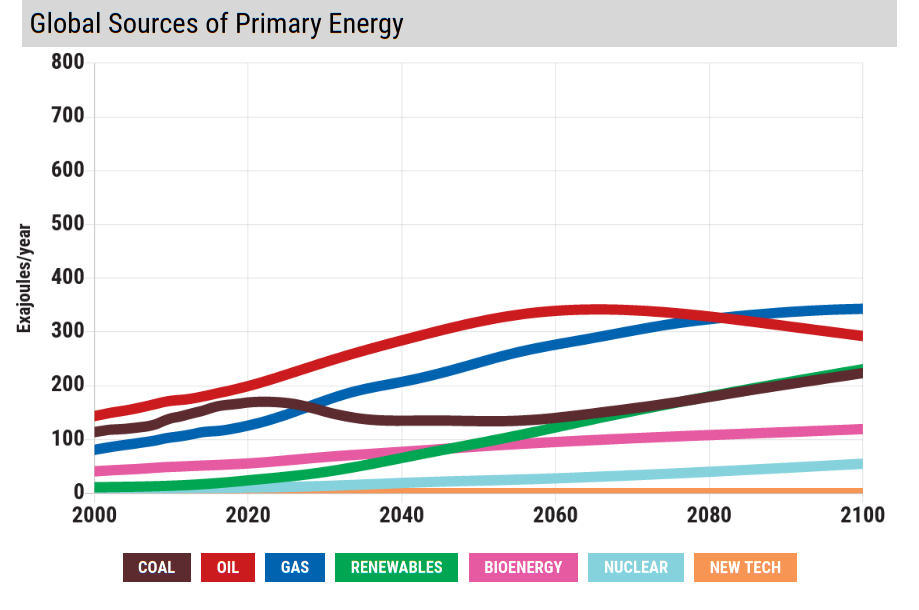 Global Sources of Primary Energy
800
700
600
500
400
300
200
100
0
Exajoules/year
2000 2020 2040 2060 2080 2100
COAL OIL GAS RENEWABLES BIOENERGY NUCLEAR NEW TECH